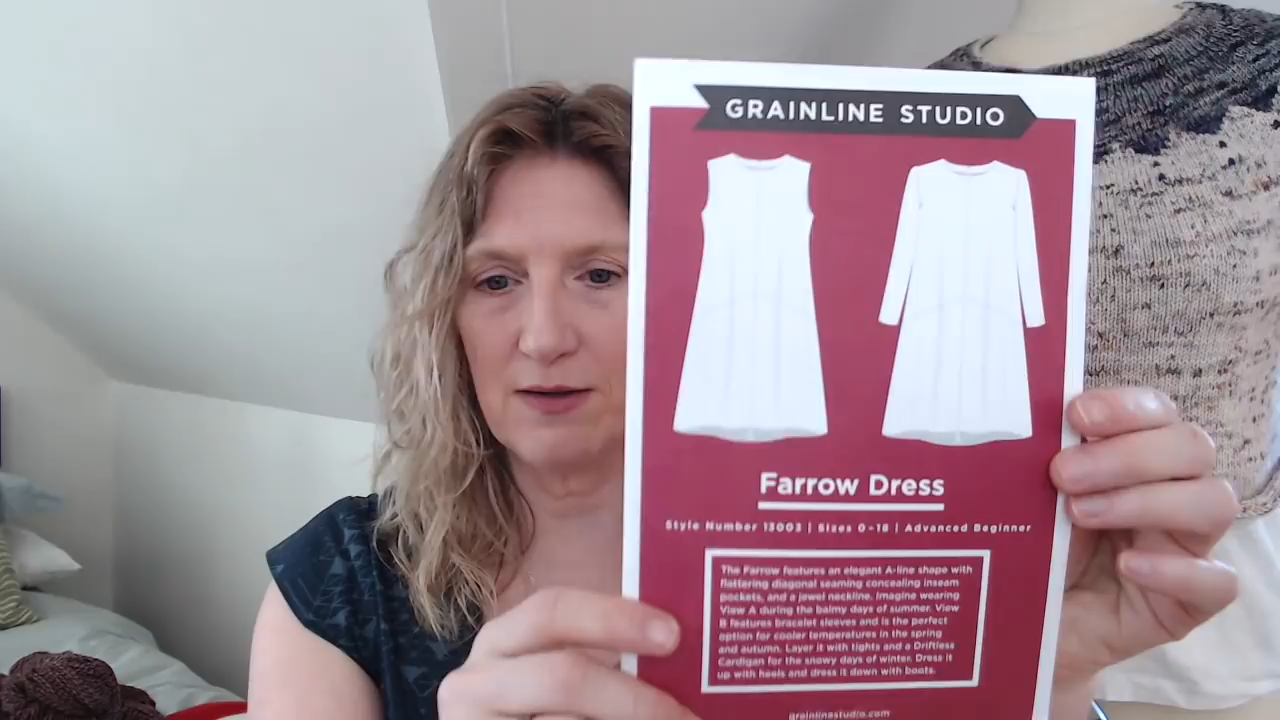 GRAINLINE STUDIO
Farrow Dress
Style Number 13003 | Sizes 0-18 | Advanced Beginner
The Farrow features an elegant A-line shape with
flattering diagonal seaming concealing inseam
pockets, and a jewel neckline. Imagine wearing
View A during the balmy days of summer. View
B features bracelet sleeves and is the perfect
option for cooler temperatures in the spring
and autumn. Layer it with tights and a Driftless
Cardigan for the snowy days of winter. Dress it
up with heels and dress it down with boots.
grainlinestudio.com